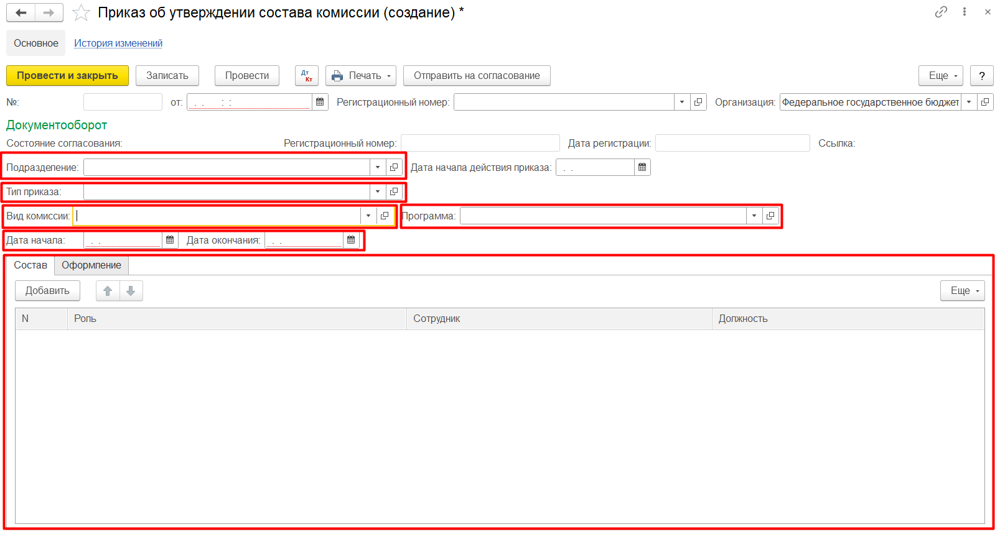 Приказ об утверждении состава комиссии (создание) *
Основное История изменений
Провести и закрыть Записать Провести Дт Кт Печать Отправить на согласование Еще ?
№: от: . . : : Регистрационный номер: Организация: Федеральное государственное бюджет
Документооборот
Состояние согласования: Регистрационный номер: Дата регистрации: Ссылка:
Подразделение: Дата начала действия приказа: . .
Тип приказа:
Вид комиссии: Программа:
Дата начала: . . Дата окончания: . .
Состав Оформление
Добавить Еще
N Роль Сотрудник Должность